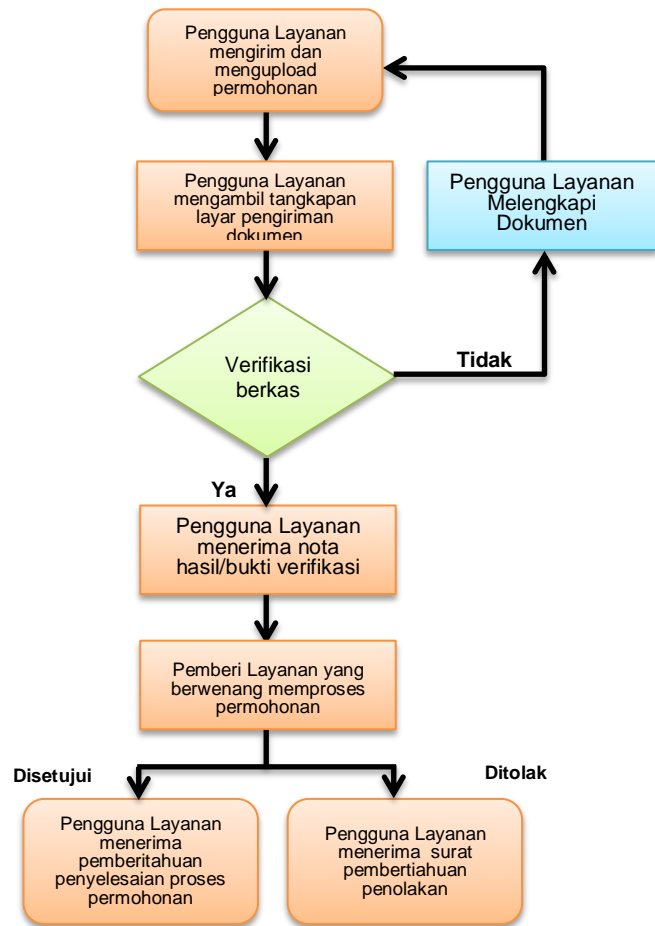 Pengguna Layanan
mengirim dan
mengupload
permohonan
Pengguna Layanan
mengambil tangkapan
layar pengiriman
dokumen
Pengguna Layanan
Melengkapi
Dokumen
Verifikasi
berkas
Tidak
Ya
Pengguna Layanan
menerima nota
hasil/bukti verifikasi
Pemberi Layanan yang
berwenang memproses
permohonan
Disetujui
Ditolak
Pengguna Layanan
menerima
pemberitahuan
penyelesaian proses
permohonan
Pengguna Layanan
menerima surat
pembertiahuan
penolakan